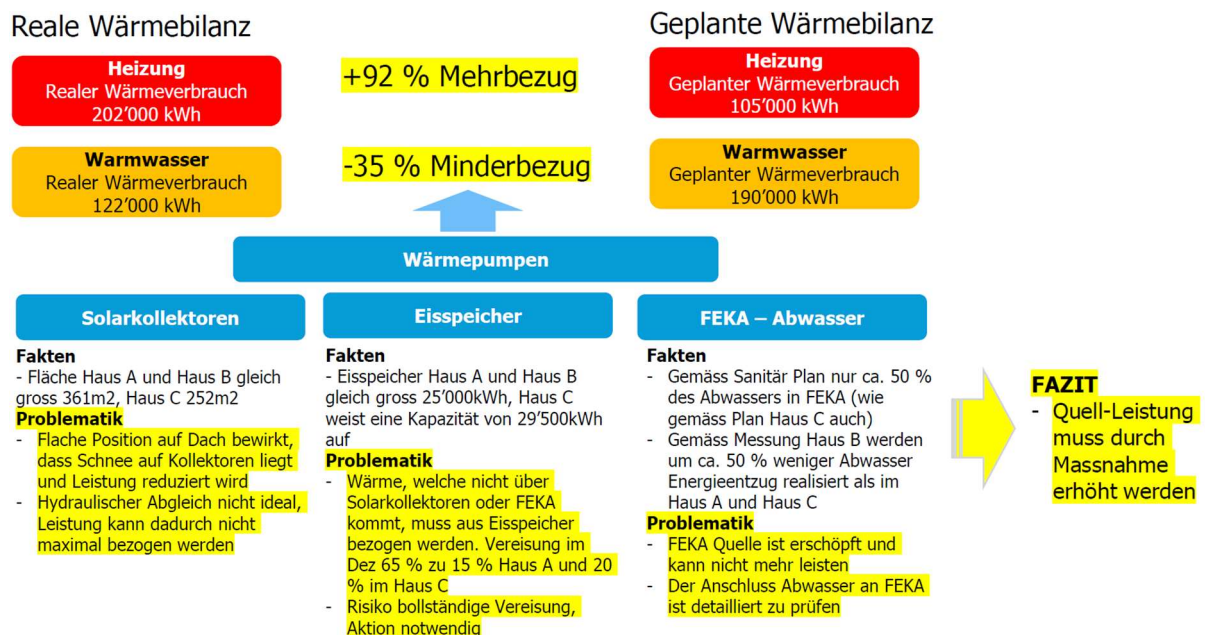 Reale Wärmebilanz
Geplante Wärmebilanz
Heizung
Realer Wärmeverbrauch
202’000 kWh
+92 % Mehrbezug
Heizung
Geplanter Wärmeverbrauch
105’000 kWh
Warmwasser
Realer Wärmeverbrauch
122’000 kWh
-35 % Minderbezug
Warmwasser
Geplanter Wärmeverbrauch
190’000 kWh
Wärmepumpen
Solarkollektoren
Fakten
- Fläche Haus A und Haus B gleich
gross 361m2, Haus C 252m2
Problematik
- Flache Position auf Dach bewirkt,
dass Schnee auf Kollektoren liegt
und Leistung reduziert wird
- Hydraulischer Abgleich nicht ideal,
Leistung kann dadurch nicht
maximal bezogen werden
Eisspeicher
Fakten
- Eisspeicher Haus A und Haus B
gleich gross 25’000kWh, Haus C
weist eine Kapazität von 29’500kWh
auf
Problematik
- Wärme, welche nicht über
Solarkollektoren oder FEKA
kommt, muss aus Eisspeicher
bezogen werden. Vereisung im
Dez 65 % zu 15 % Haus A und 20
% im Haus C
- Risiko bollständige Vereisung,
Aktion notwendig
FEKA – Abwasser
Fakten
- Gemäss Sanitär Plan nur ca. 50 %
des Abwassers in FEKA (wie
gemäss Plan Haus C auch)
- Gemäss Messung Haus B werden
um ca. 50 % weniger Abwasser
Energieentzug realisiert als im
Haus A und Haus C
Problematik
- FEKA Quelle ist erschöpft und
kann nicht mehr leisten
- Der Anschluss Abwasser an FEKA
ist detailliert zu prüfen
FAZIT
- Quell-Leistung
muss durch
Massnahme
erhöht werden